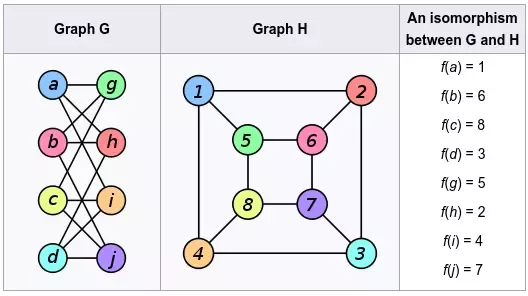 Graph G
Graph H
An isomorphism
between G and H
a
g
b
h
c
i
d
j
1
2
5
6
8
7
4
3
f(a) = 1
f(b) = 6
f(c) = 8
f(d) = 3
f(g) = 5
f(h) = 2
f(i) = 4
f(j) = 7